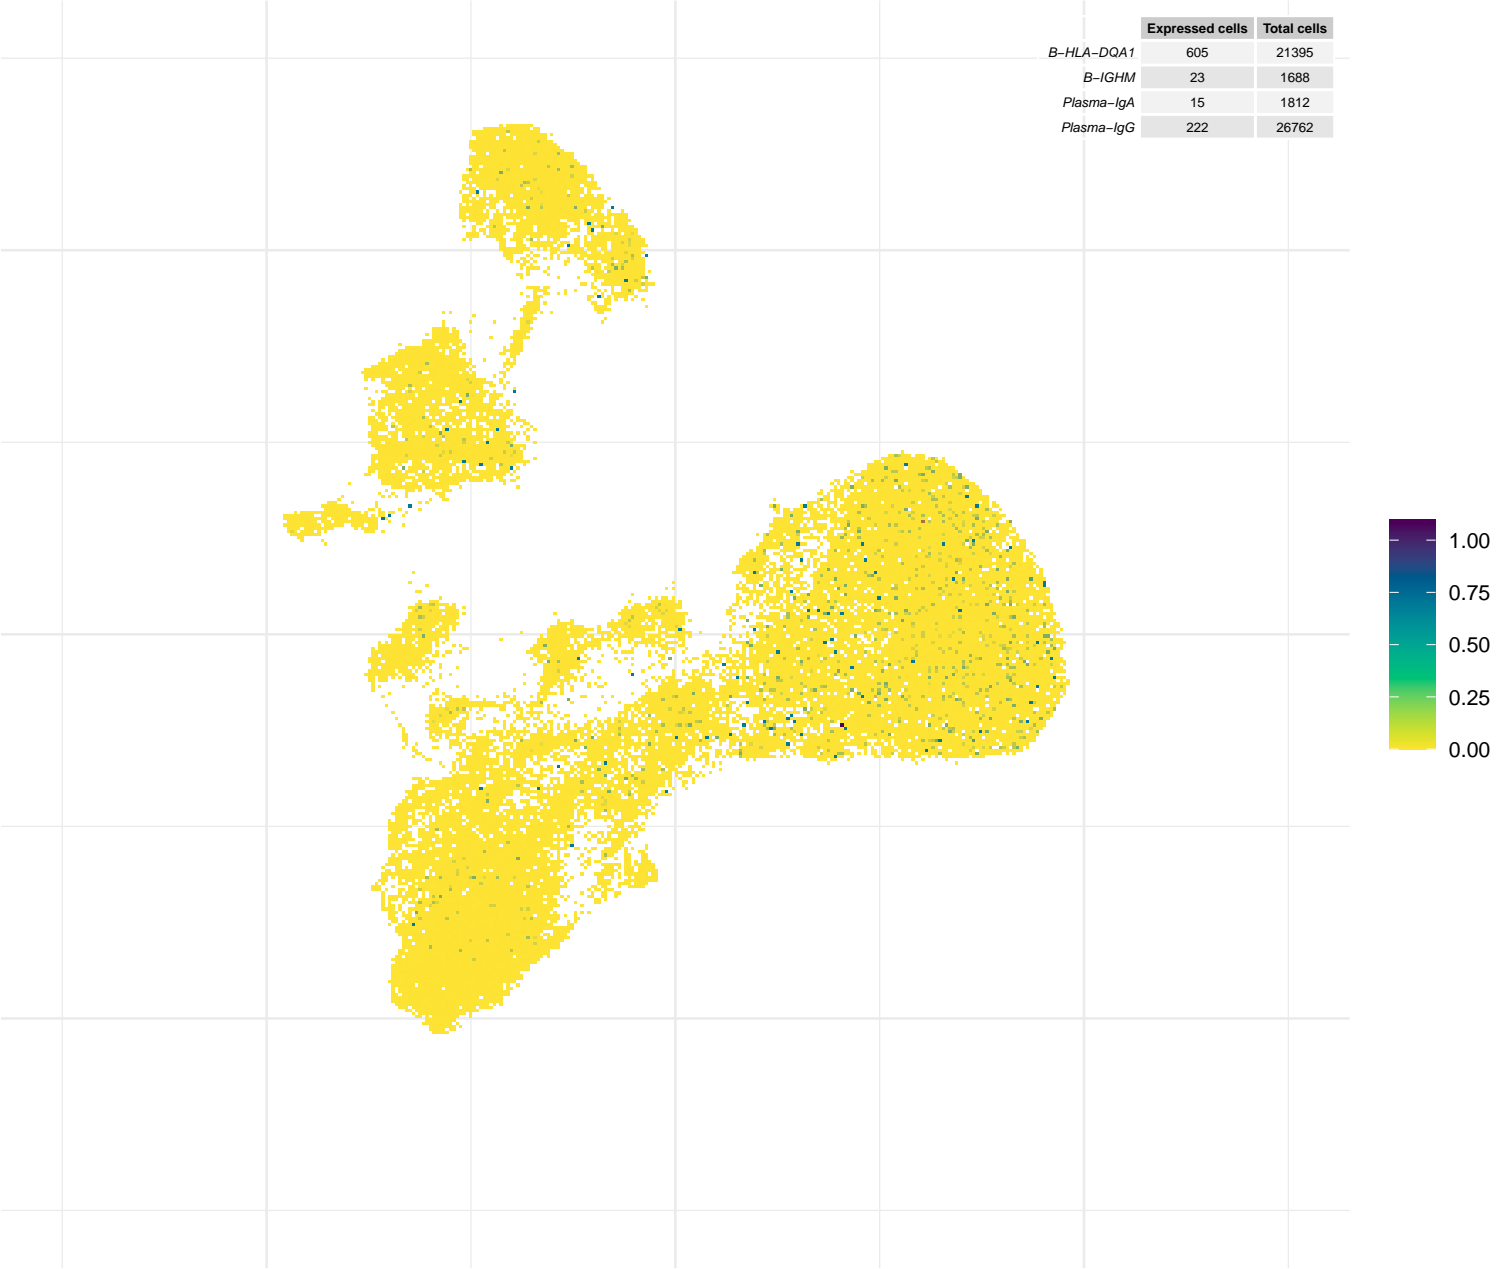 Expressed cells Total cells
B−HLA−DQA1 605 21395
B−IGHM 23 1688
Plasma−IgA 15 1812
Plasma−IgG 222 26762
1.00
0.75
0.50
0.25
0.00